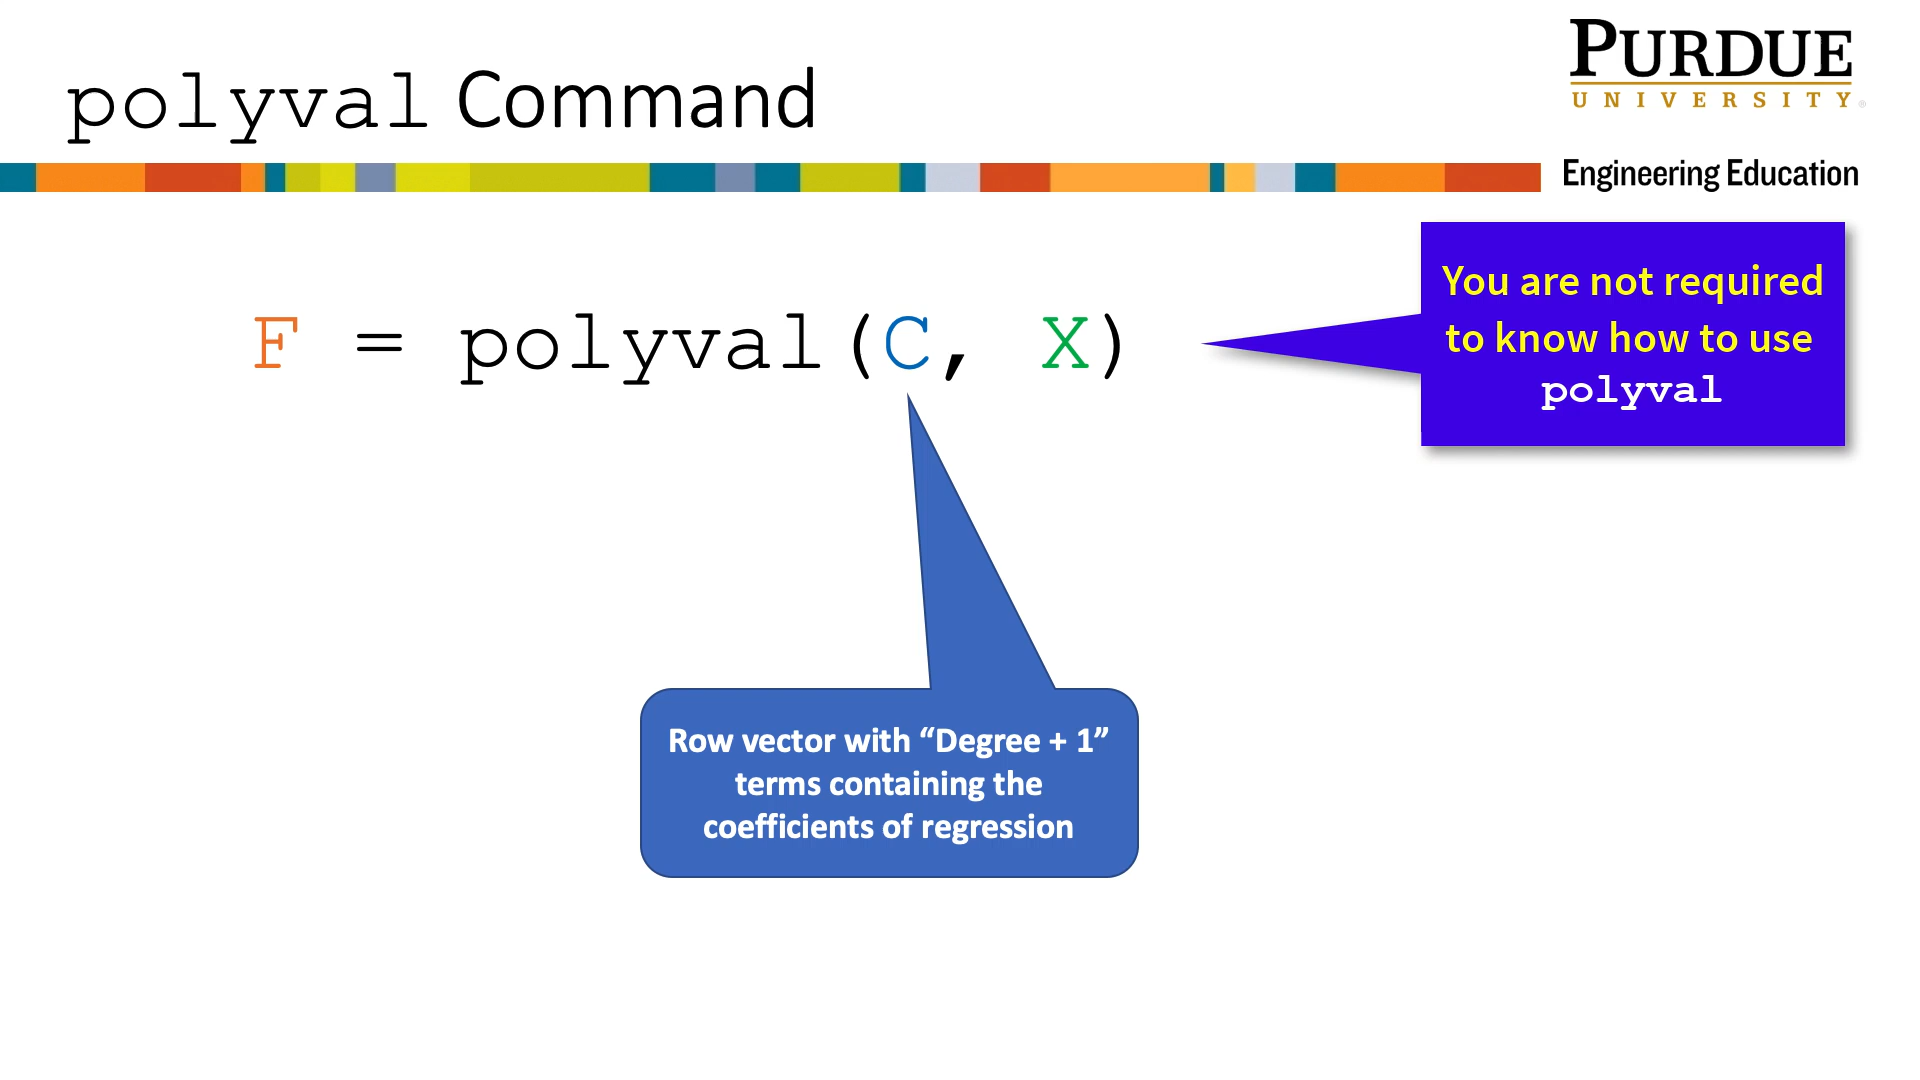 polyval Command
PURDUE
UNIVERSITY®
Engineering Education
F = polyval(C, X)
You are not required
to know how to use
polyval
Row vector with “Degree + 1”
terms containing the
coefficients of regression